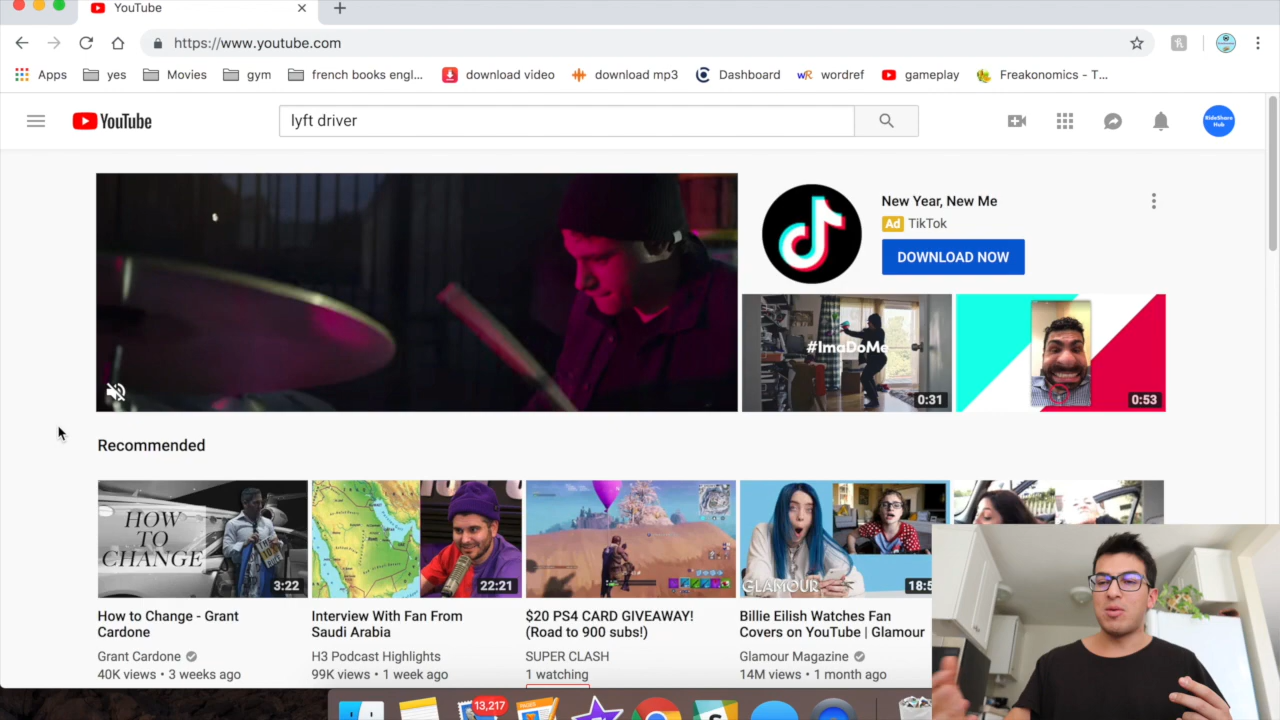 YouTube
https://www.youtube.com
Apps yes Movies gym french books engl... download video download mp3 Dashboard wordref gameplay Freakonomics - T...
YouTube
lyft driver
RideShare
Hub
New Year, New Me
Ad TikTok
DOWNLOAD NOW
#ImaDoMe
0:31
0:53
Recommended
HOW
TO
CHANGE
3:22
22:21
GLAMOUR
18:5
How to Change - Grant
Cardone
Grant Cardone
40K views • 3 weeks ago
Interview With Fan From
Saudi Arabia
H3 Podcast Highlights
99K views • 1 week ago
$20 PS4 CARD GIVEAWAY!
(Road to 900 subs!)
SUPER CLASH
1 watching
Billie Eilish Watches Fan
Covers on YouTube | Glamour
Glamour Magazine
14M views • 1 month ago
13,217